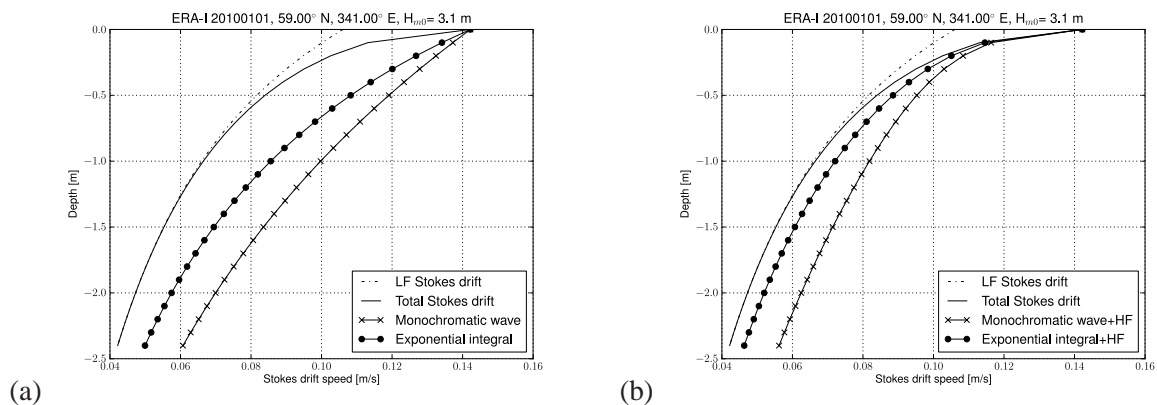 ERA-I 20100101, 59.00° N, 341.00° E, Hm0= 3.1 m
0.0
−0.5
−1.0
−1.5
−2.0
−2.5
Depth [m]
LF Stokes drift
Total Stokes drift
Monochromatic wave
Exponential integral
0.04 0.06 0.08 0.10 0.12 0.14 0.16
Stokes drift speed [m/s]
(a)
ERA-I 20100101, 59.00° N, 341.00° E, Hm0= 3.1 m
0.0
−0.5
−1.0
−1.5
−2.0
−2.5
Depth [m]
LF Stokes drift
Total Stokes drift
Monochromatic wave+HF
Exponential integral+HF
0.04 0.06 0.08 0.10 0.12 0.14 0.16
Stokes drift speed [m/s]
(b)